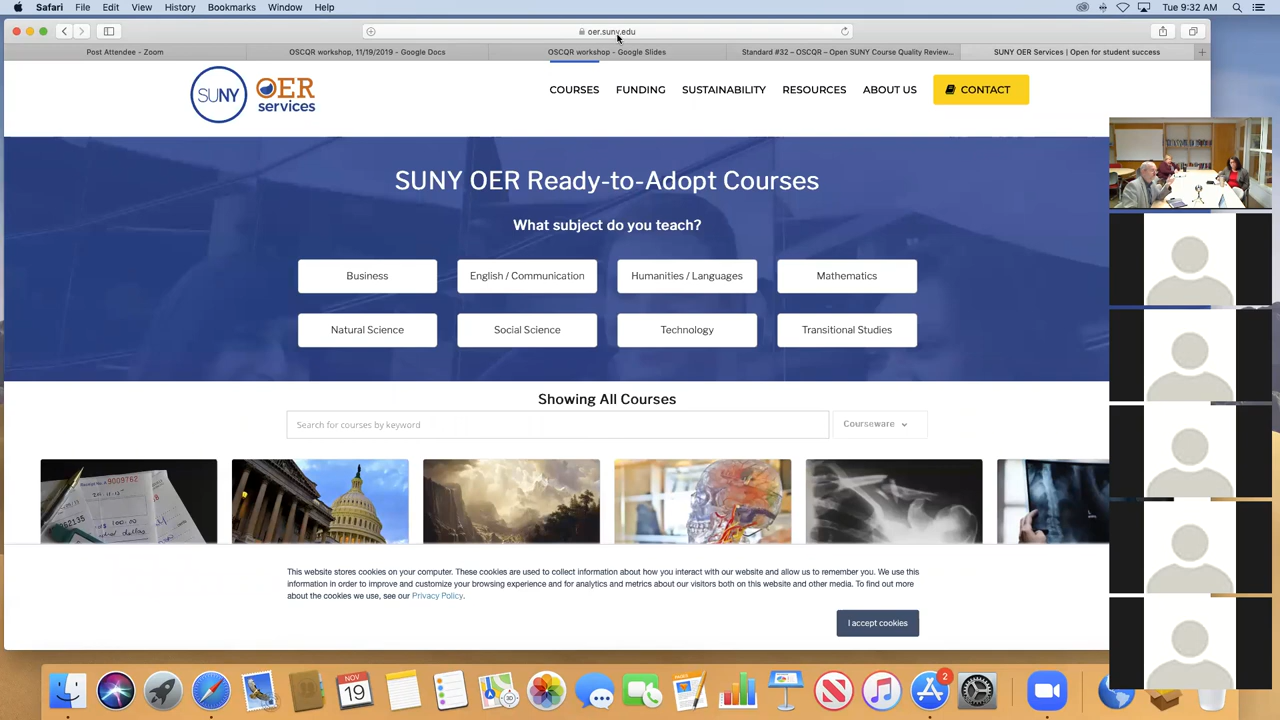 Safari File Edit View History Bookmarks Window Help Tue 9:32 AM
oer.suny.edu
Post Attendee - Zoom OSCQR workshop, 11/19/2019 - Google Docs OSCQR workshop - Google Slides Standard #32 – OSCQR – Open SUNY Course Quality Review... SUNY OER Services | Open for student success
SUNY OER services
COURSES FUNDING SUSTAINABILITY RESOURCES ABOUT US CONTACT
SUNY OER Ready-to-Adopt Courses
What subject do you teach?
Business English / Communication Humanities / Languages Mathematics
Natural Science Social Science Technology Transitional Studies
Showing All Courses
Search for courses by keyword Courseware
This website stores cookies on your computer. These cookies are used to collect information about how you interact with our website and allow us to remember you. We use this
information in order to improve and customize your browsing experience and for analytics and metrics about our visitors both on this website and other media. To find out more
about the cookies we use, see our Privacy Policy.
I accept cookies
NOV
19
2